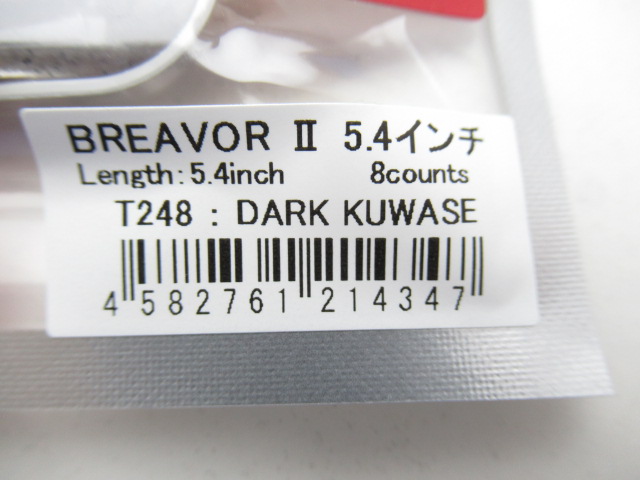 BREAVOR Ⅱ 5.4インチ
Length: 5.4inch 8counts
T248 : DARK KUWASE
4 582761 214347